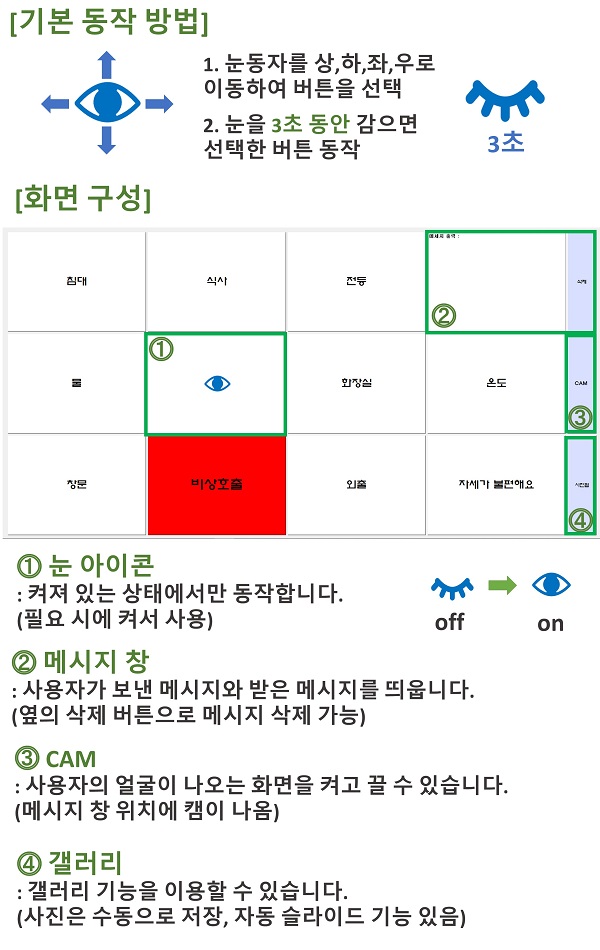 [기본 동작 방법]
1. 눈동자를 상,하,좌,우로
이동하여 버튼을 선택
2. 눈을 3초 동안 감으면
선택한 버튼 동작
3초
[화면 구성]
침대
식사
전등
메세지 출력 :
②
삭제
물
①
화장실
온도
CAM
③
창문
비상호출
외출
자세가 불편해요
사진첩
④
① 눈 아이콘
: 켜져 있는 상태에서만 동작합니다.
(필요 시에 켜서 사용)
off
on
② 메시지 창
: 사용자가 보낸 메시지와 받은 메시지를 띄웁니다.
(옆의 삭제 버튼으로 메시지 삭제 가능)
③ CAM
: 사용자의 얼굴이 나오는 화면을 켜고 끌 수 있습니다.
(메시지 창 위치에 캠이 나옴)
④ 갤러리
: 갤러리 기능을 이용할 수 있습니다.
(사진은 수동으로 저장, 자동 슬라이드 기능 있음)